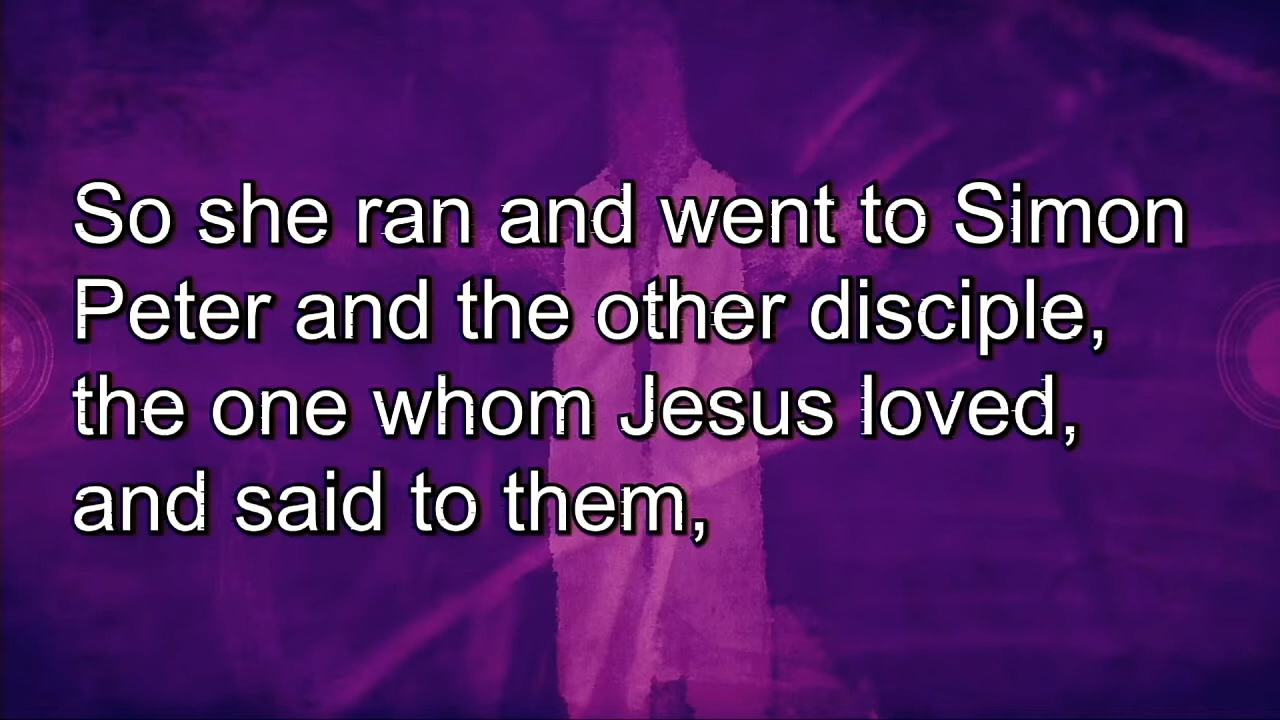 So she ran and went to Simon
Peter and the other disciple,
the one whom Jesus loved,
and said to them,